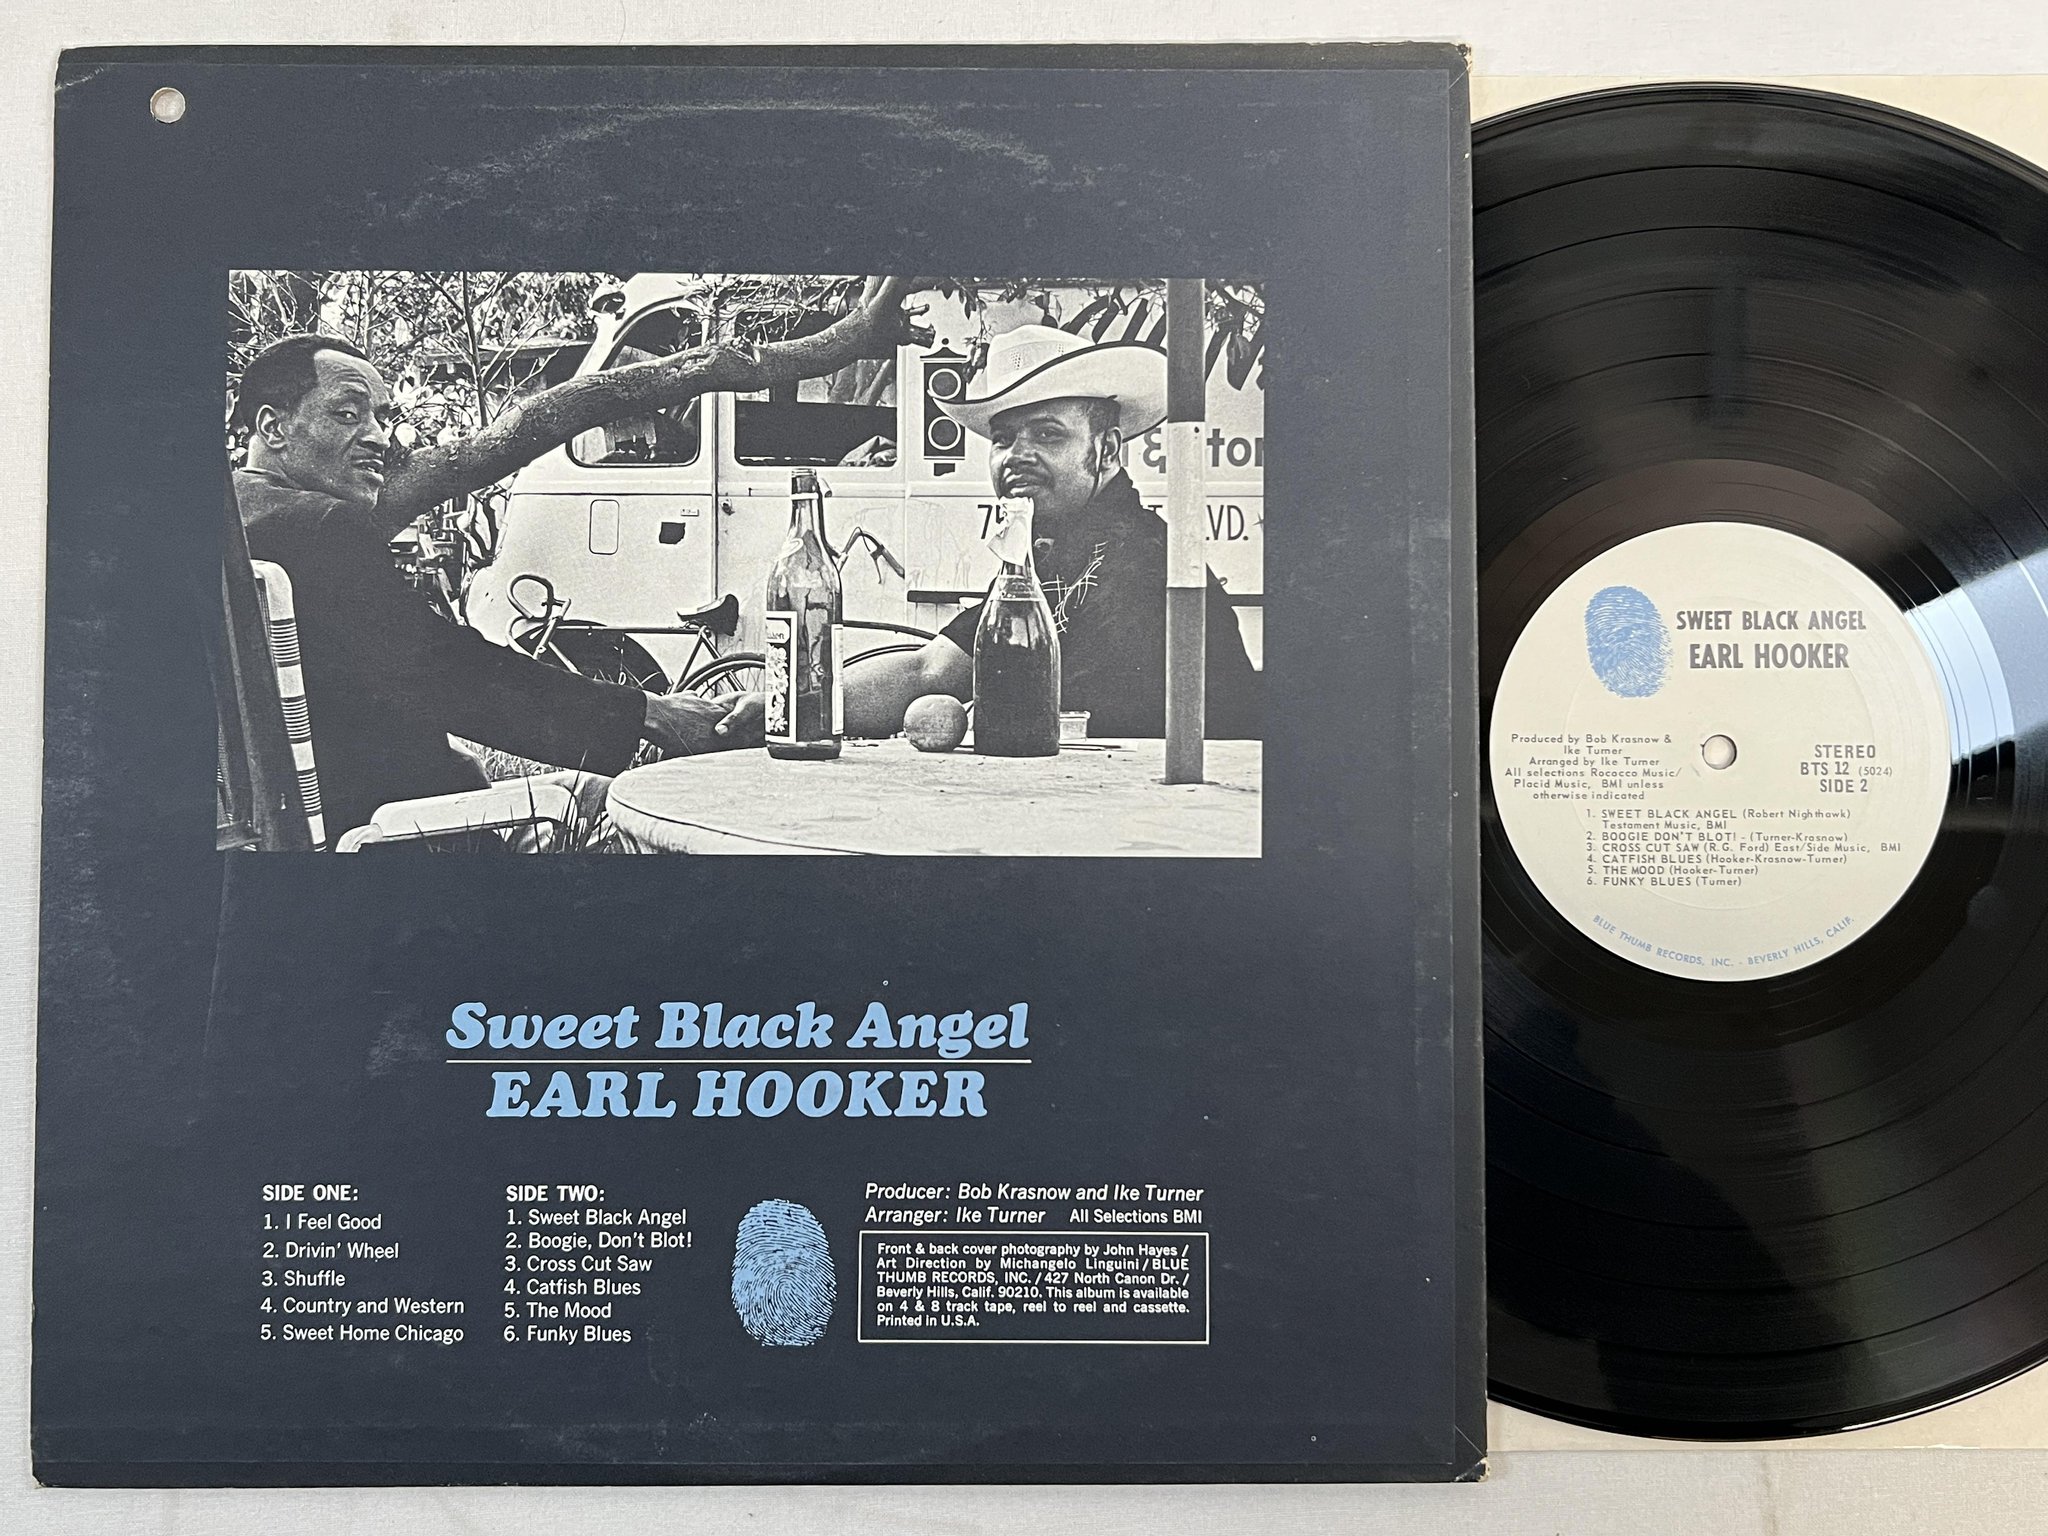 & tor
75
T
LVD.
Sweet Black Angel
EARL HOOKER
SIDE ONE:
1. I Feel Good
2. Drivin' Wheel
3. Shuffle
4. Country and Western
5. Sweet Home Chicago
SIDE TWO:
1. Sweet Black Angel
2. Boogie, Don't Blot!
3. Cross Cut Saw
4. Catfish Blues
5. The Mood
6. Funky Blues
Producer: Bob Krasnow and Ike Turner
Arranger: Ike Turner All Selections BMI
Front & back cover photography by John Hayes /
Art Direction by Michangelo Linguini / BLUE
THUMB RECORDS, INC. / 427 North Canon Dr. /
Beverly Hills, Calif. 90210. This album is available
on 4 & 8 track tape, reel to reel and cassette.
Printed in U.S.A.
SWEET BLACK ANGEL
EARL HOOKER
Produced by Bob Krasnow &
Ike Turner
Arranged by Ike Turner
All selections Rococco Music/
Placid Music, BMI unless
otherwise indicated
STEREO
BTS 12 (5024)
SIDE 2
1. SWEET BLACK ANGEL (Robert Nighthawk)
Testament Music, BMI
2. BOOGIE DON'T BLOT! - (Turner-Krasnow)
3. CROSS CUT SAW (R.G. Ford) East/Side Music, BMI
4. CATFISH BLUES (Hooker-Krasnow-Turner)
5. THE MOOD (Hooker-Turner)
6. FUNKY BLUES (Turner)
BLUE THUMB RECORDS, INC. - BEVERLY HILLS, CALIF.